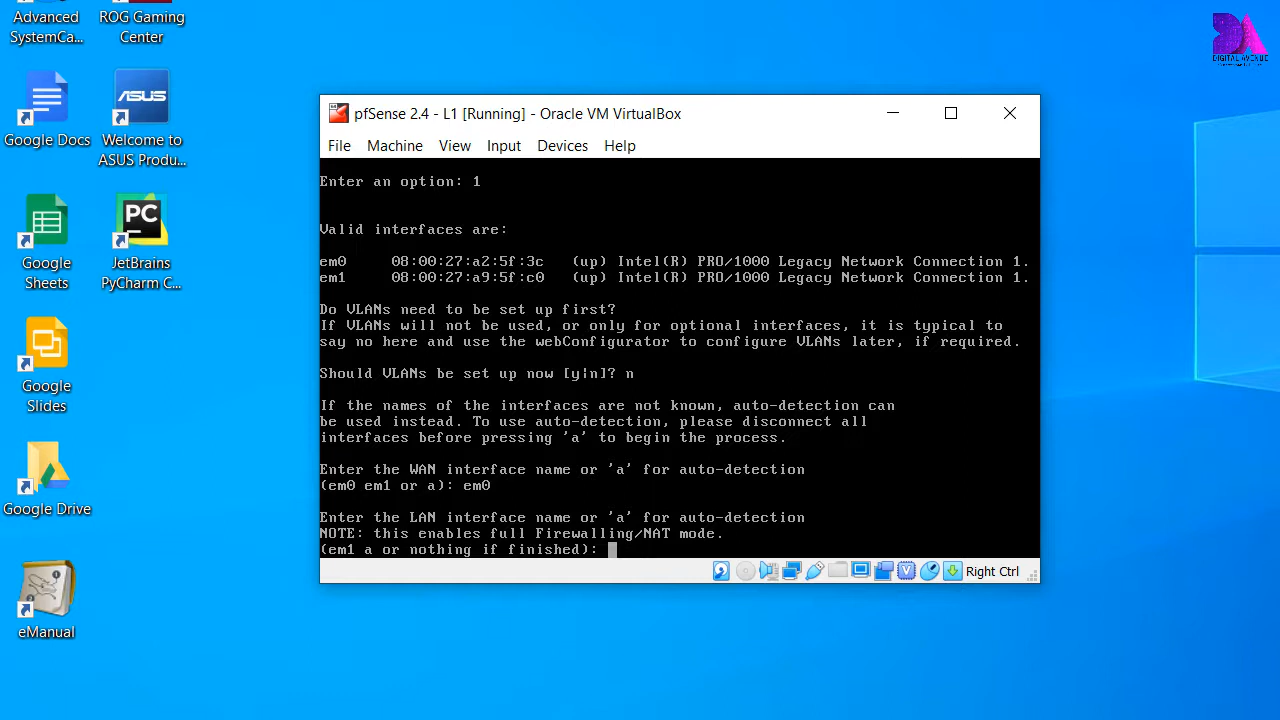 Advanced
SystemCa...
ROG Gaming
Center
Google Docs
ASUS
Welcome to
ASUS Produ...
Google
Sheets
PC
JetBrains
PyCharm C...
Google
Slides
Google Drive
eManual
DIGITAL AVENUE
pfSense 2.4 - L1 [Running] - Oracle VM VirtualBox
File Machine View Input Devices Help
Enter an option: 1
Valid interfaces are:
em0 08:00:27:a2:5f:3c (up) Intel(R) PRO/1000 Legacy Network Connection 1.
em1 08:00:27:a9:5f:c0 (up) Intel(R) PRO/1000 Legacy Network Connection 1.
Do VLANs need to be set up first?
If VLANs will not be used, or only for optional interfaces, it is typical to
say no here and use the webConfigurator to configure VLANs later, if required.
Should VLANs be set up now [y|n]? n
If the names of the interfaces are not known, auto-detection can
be used instead. To use auto-detection, please disconnect all
interfaces before pressing 'a' to begin the process.
Enter the WAN interface name or 'a' for auto-detection
(em0 em1 or a): em0
Enter the LAN interface name or 'a' for auto-detection
NOTE: this enables full Firewalling/NAT mode.
(em1 a or nothing if finished):
Right Ctrl